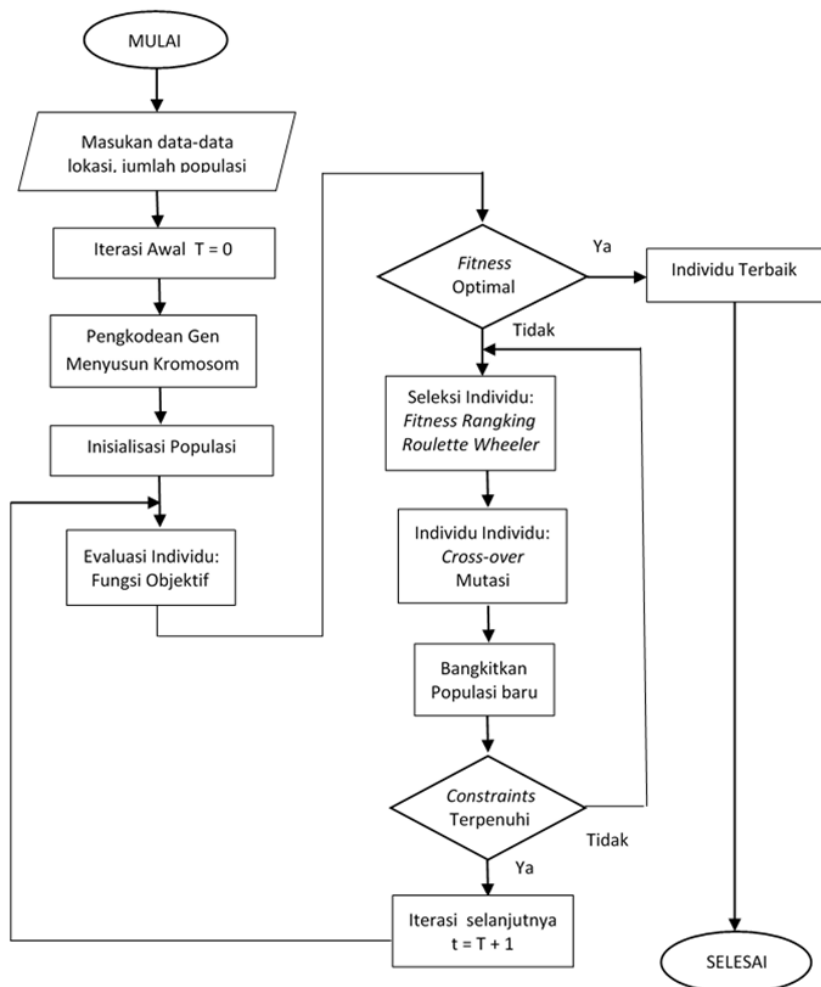 MULAI
Masukan data-data
lokasi, jumlah populasi
Iterasi Awal T = 0
Pengkodean Gen
Menyusun Kromosom
Inisialisasi Populasi
Evaluasi Individu:
Fungsi Objektif
Fitness
Optimal
Ya
Individu Terbaik
Tidak
Seleksi Individu:
Fitness Rangking
Roulette Wheeler
Individu Individu:
Cross-over
Mutasi
Bangkitkan
Populasi baru
Constraints
Terpenuhi
Tidak
Ya
Iterasi selanjutnya
t = T + 1
SELESAI